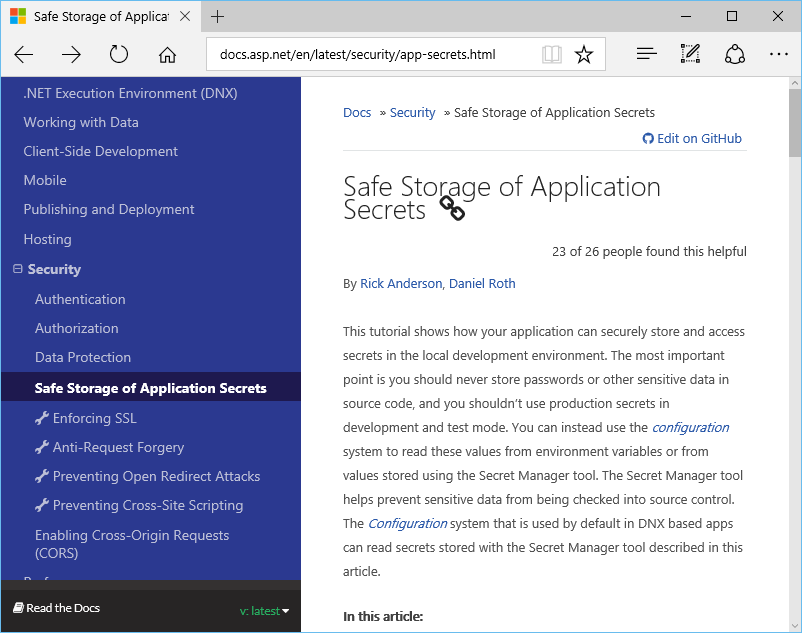 Safe Storage of Applicat
docs.asp.net/en/latest/security/app-secrets.html
.NET Execution Environment (DNX)
Working with Data
Client-Side Development
Mobile
Publishing and Deployment
Hosting
Security
Authentication
Authorization
Data Protection
Safe Storage of Application Secrets
Enforcing SSL
Anti-Request Forgery
Preventing Open Redirect Attacks
Preventing Cross-Site Scripting
Enabling Cross-Origin Requests
(CORS)
Read the Docs
v: latest
Docs » Security » Safe Storage of Application Secrets
Edit on GitHub
Safe Storage of Application
Secrets
23 of 26 people found this helpful
By Rick Anderson, Daniel Roth
This tutorial shows how your application can securely store and access
secrets in the local development environment. The most important
point is you should never store passwords or other sensitive data in
source code, and you shouldn't use production secrets in
development and test mode. You can instead use the configuration
system to read these values from environment variables or from
values stored using the Secret Manager tool. The Secret Manager tool
helps prevent sensitive data from being checked into source control.
The Configuration system that is used by default in DNX based apps
can read secrets stored with the Secret Manager tool described in this
article.
In this article: